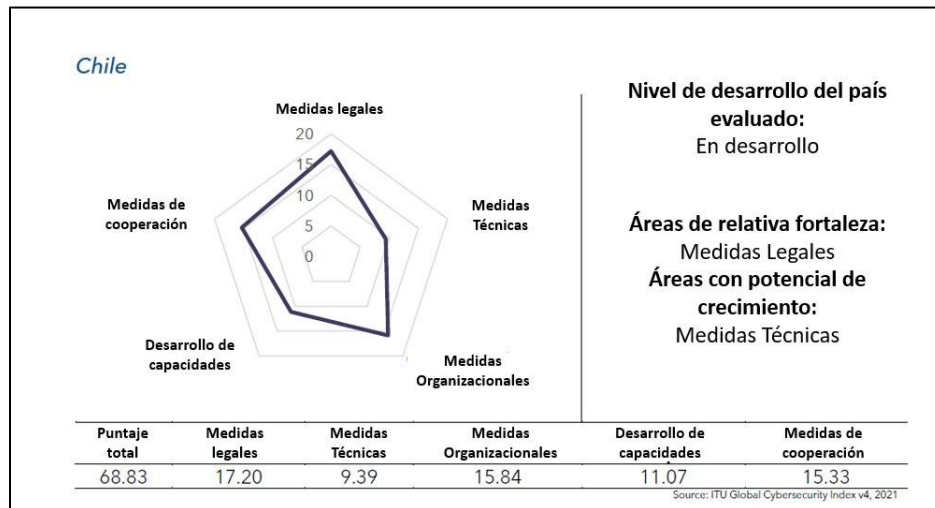 Chile
Medidas legales
20
15
10
5
0
Medidas
Técnicas
Medidas
Organizacionales
Desarrollo de
capacidades
Medidas de
cooperación
Nivel de desarrollo del país
evaluado:
En desarrollo
Áreas de relativa fortaleza:
Medidas Legales
Áreas con potencial de
crecimiento:
Medidas Técnicas
Puntaje total Medidas legales Medidas Técnicas Medidas Organizacionales Desarrollo de capacidades Medidas de cooperación
68.83 17.20 9.39 15.84 11.07 15.33
Source: ITU Global Cybersecurity Index v4, 2021